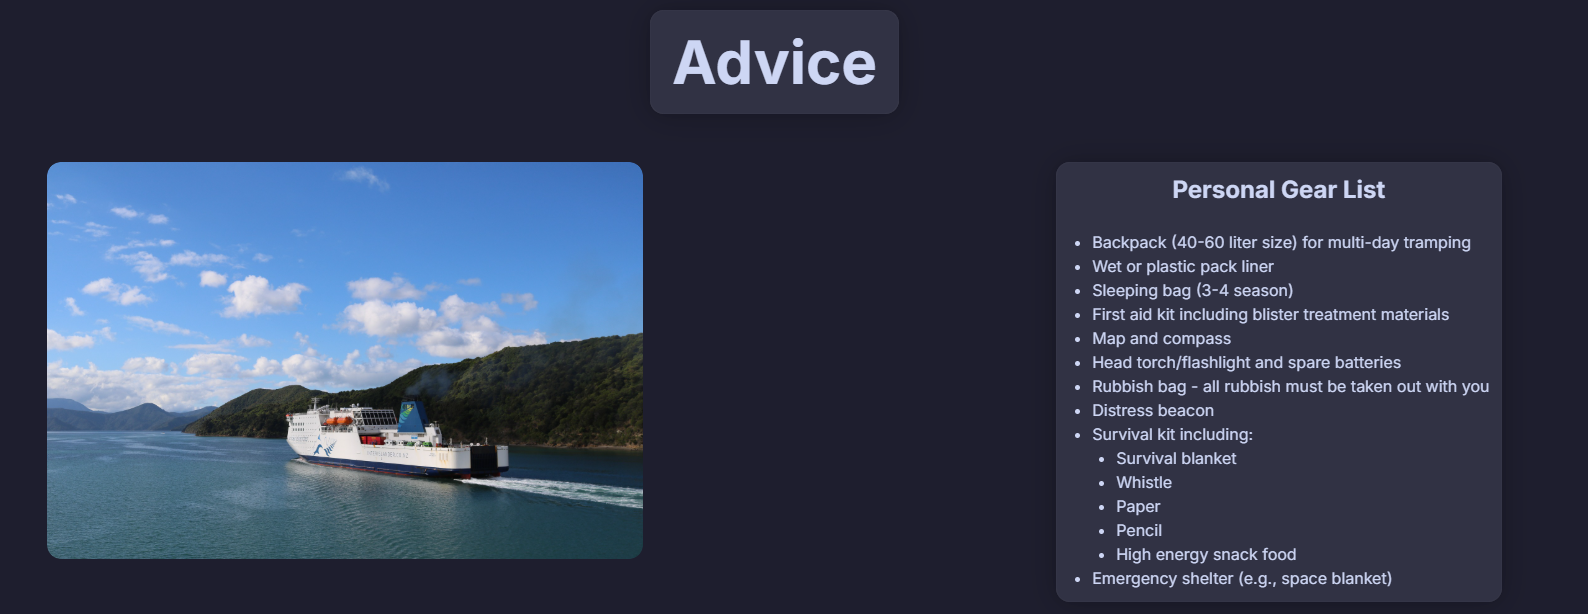 Advice
Personal Gear List
Backpack (40-60 liter size) for multi-day tramping
Wet or plastic pack liner
Sleeping bag (3-4 season)
First aid kit including blister treatment materials
Map and compass
Head torch/flashlight and spare batteries
Rubbish bag - all rubbish must be taken out with you
Distress beacon
Survival kit including:
Survival blanket
Whistle
Paper
Pencil
High energy snack food
Emergency shelter (e.g., space blanket)